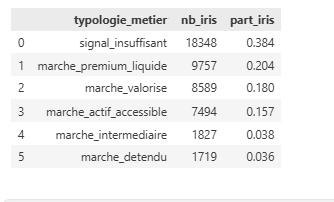 typologie_metier nb_iris part_iris
0 signal_insuffisant 18348 0.384
1 marche_premium_liquide 9757 0.204
2 marche_valorise 8589 0.180
3 marche_actif_accessible 7494 0.157
4 marche_intermediaire 1827 0.038
5 marche_detendu 1719 0.036